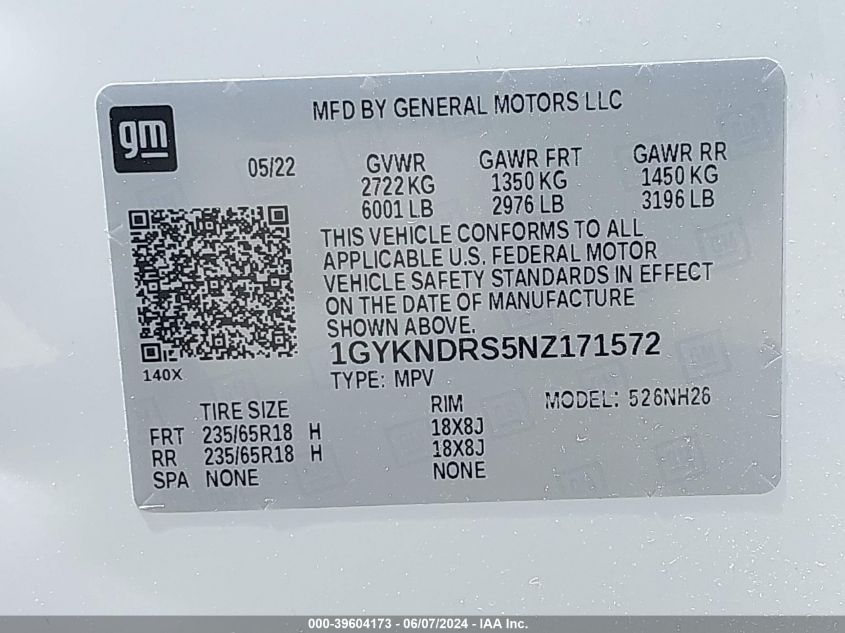 MFD BY GENERAL MOTORS LLC
gm
05/22 GVWR GAWR FRT GAWR RR
2722 KG 1350 KG 1450 KG
6001 LB 2976 LB 3196 LB
THIS VEHICLE CONFORMS TO ALL
APPLICABLE U.S. FEDERAL MOTOR
VEHICLE SAFETY STANDARDS IN EFFECT
ON THE DATE OF MANUFACTURE
SHOWN ABOVE.
1GYKNDRS5NZ171572
140X TYPE: MPV
TIRE SIZE RIM MODEL: 526NH26
FRT 235/65R18 H 18X8J
RR 235/65R18 H 18X8J
SPA NONE NONE
000-39604173 - 06/07/2024 - IAA Inc.